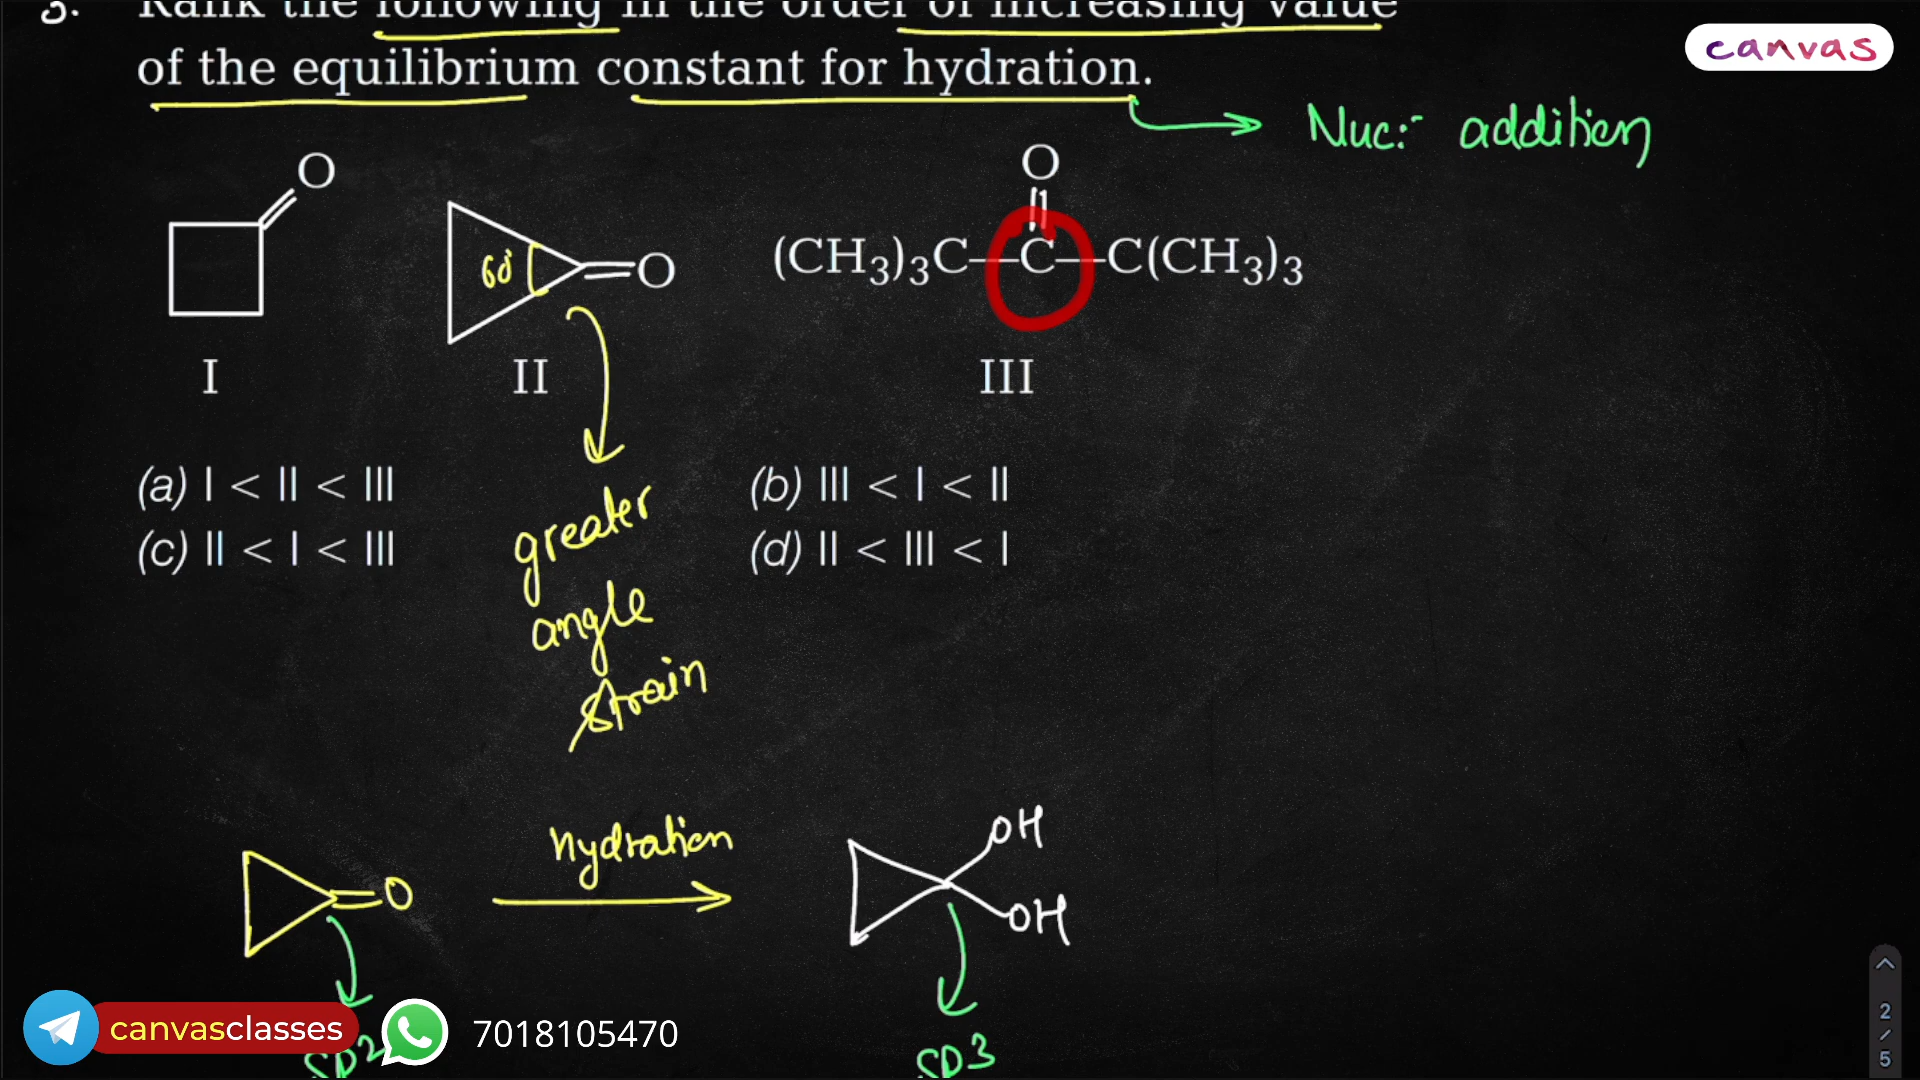 3. Rank the following in the order of increasing value
of the equilibrium constant for hydration.
canvas
Nuc:- addition
O
60°
O
O
(CH3)3C—C—C(CH3)3
I
II
III
(a) I < II < III
(b) III < I < II
(c) II < I < III
(d) II < III < I
greater
angle
strain
hydration
O
OH
OH
canvasclasses
7018105470
SP2
SP3
2
/
5